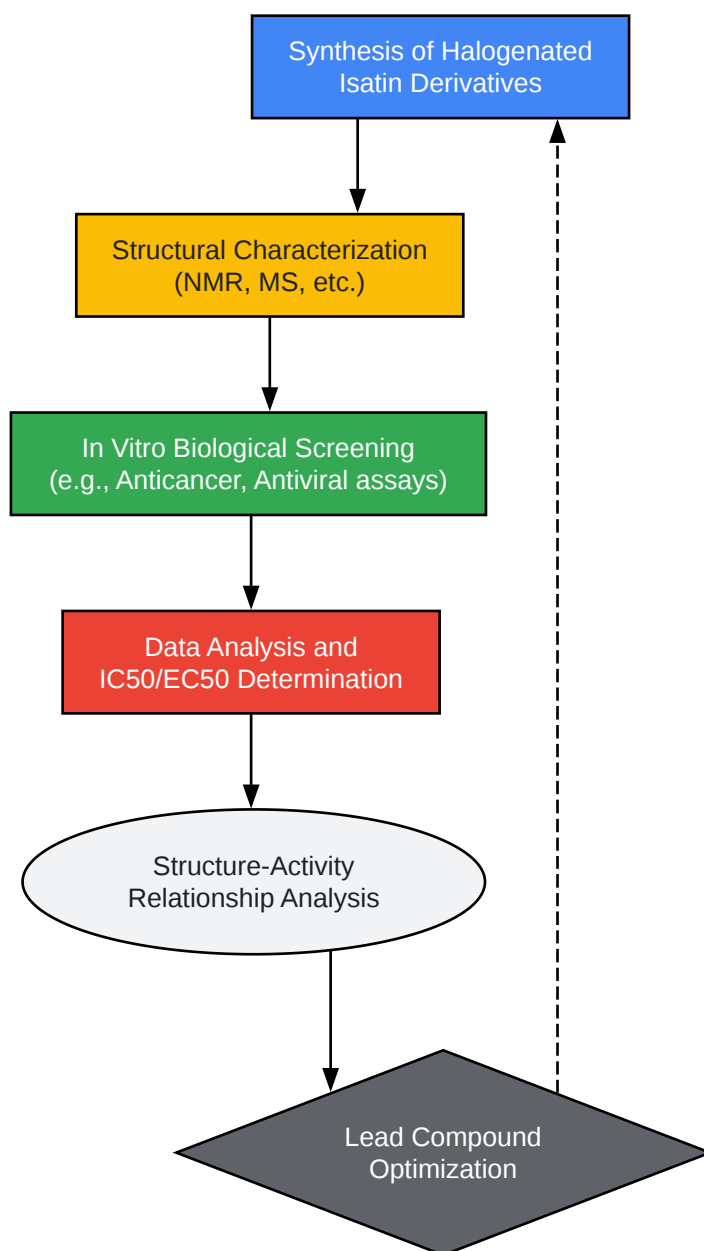 Synthesis of Halogenated
Isatin Derivatives
Structural Characterization
(NMR, MS, etc.)
In Vitro Biological Screening
(e.g., Anticancer, Antiviral assays)
Data Analysis and
IC50/EC50 Determination
Structure-Activity
Relationship Analysis
Lead Compound
Optimization